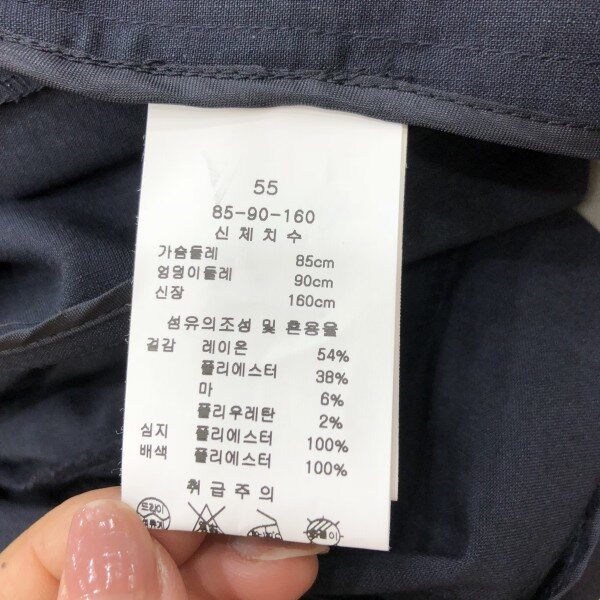 55
85-90-160
신체치수
가슴둘레 85cm
엉덩이둘레 90cm
신장 160cm
섬유의조성 및 혼용율
겉감 레이온 54%
폴리에스터 38%
마 6%
폴리우레탄 2%
심지 폴리에스터 100%
배색 폴리에스터 100%
취급주의
드라이